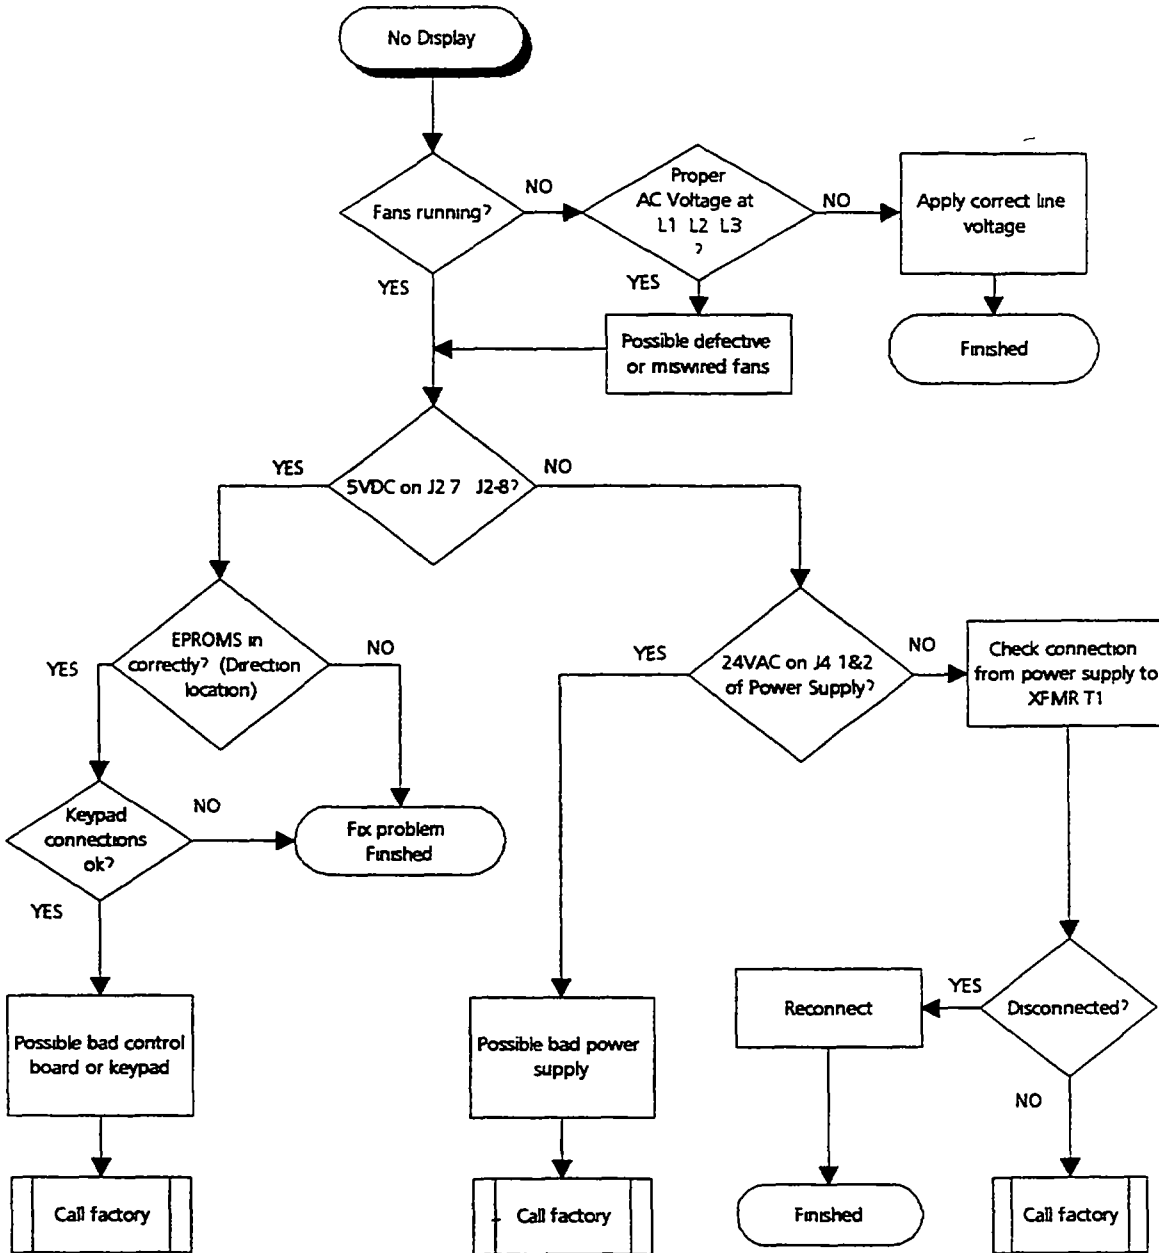 No Display
Fans running?
NO
Proper
AC Voltage at
L1 L2 L3
?
NO
Apply correct line
voltage
YES
YES
Possible defective
or miswired fans
Finished
YES
5VDC on J2 7 J2-8?
NO
EPROMS in
correctly? (Direction
location)
YES
NO
YES
24VAC on J4 1&2
of Power Supply?
NO
Check connection
from power supply to
XFMR T1
Keypad
connections
ok?
NO
Fix problem
Finished
YES
Possible bad control
board or keypad
Possible bad power
supply
Reconnect
YES
Disconnected?
NO
Call factory
Call factory
Finished
Call factory